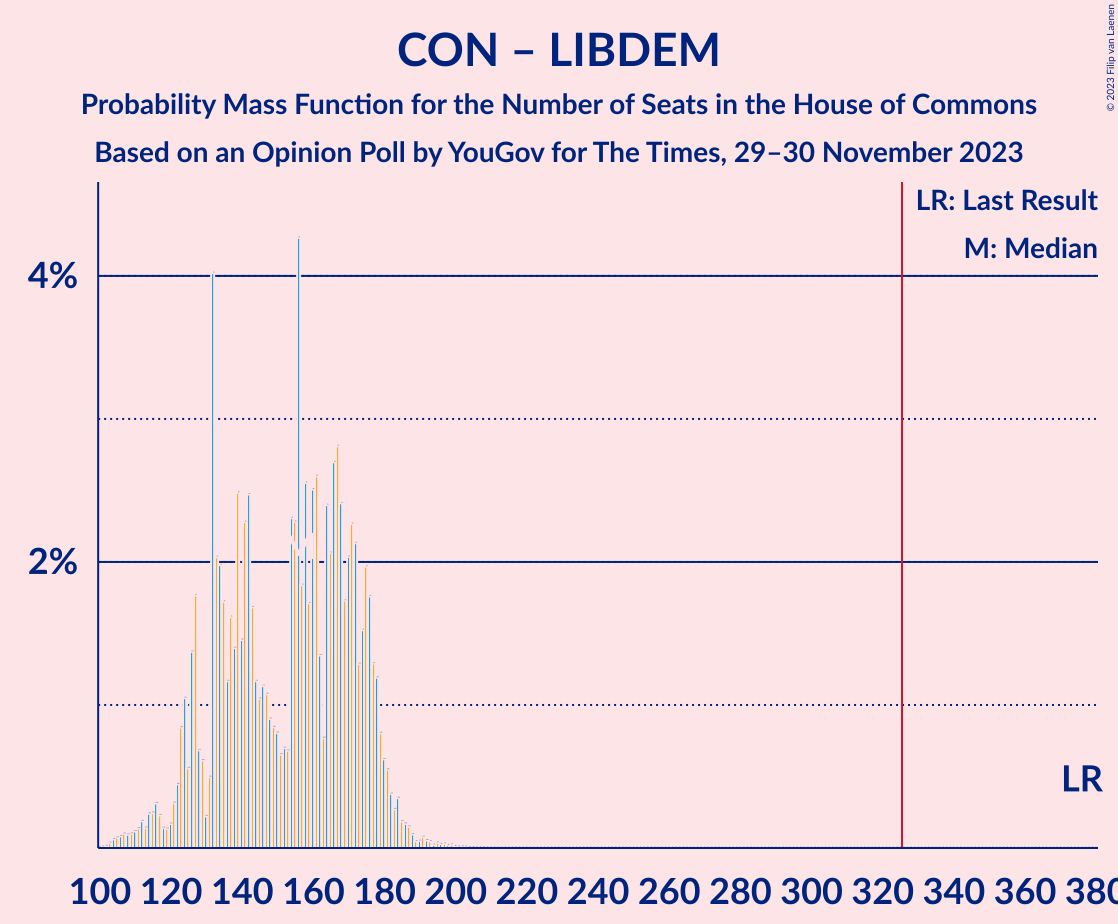 CON – LIBDEM
Probability Mass Function for the Number of Seats in the House of Commons
Based on an Opinion Poll by YouGov for The Times, 29–30 November 2023
© 2023 Filip van Laenen
LR: Last Result
M: Median
4%
2%
LR
100 120 140 160 180 200 220 240 260 280 300 320 340 360 380